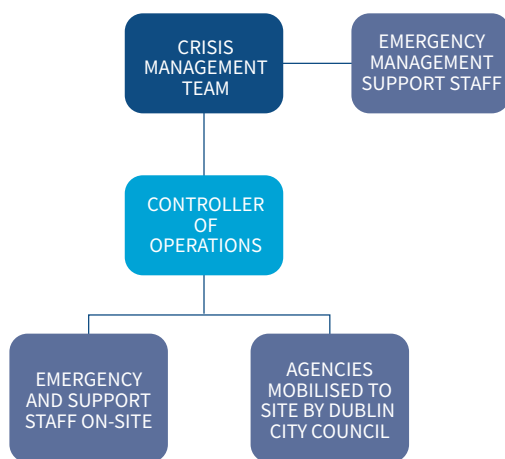 CRISIS
MANAGEMENT
TEAM
EMERGENCY
MANAGEMENT
SUPPORT STAFF
CONTROLLER
OF
OPERATIONS
EMERGENCY
AND SUPPORT
STAFF ON-SITE
AGENCIES
MOBILISED TO
SITE BY DUBLIN
CITY COUNCIL